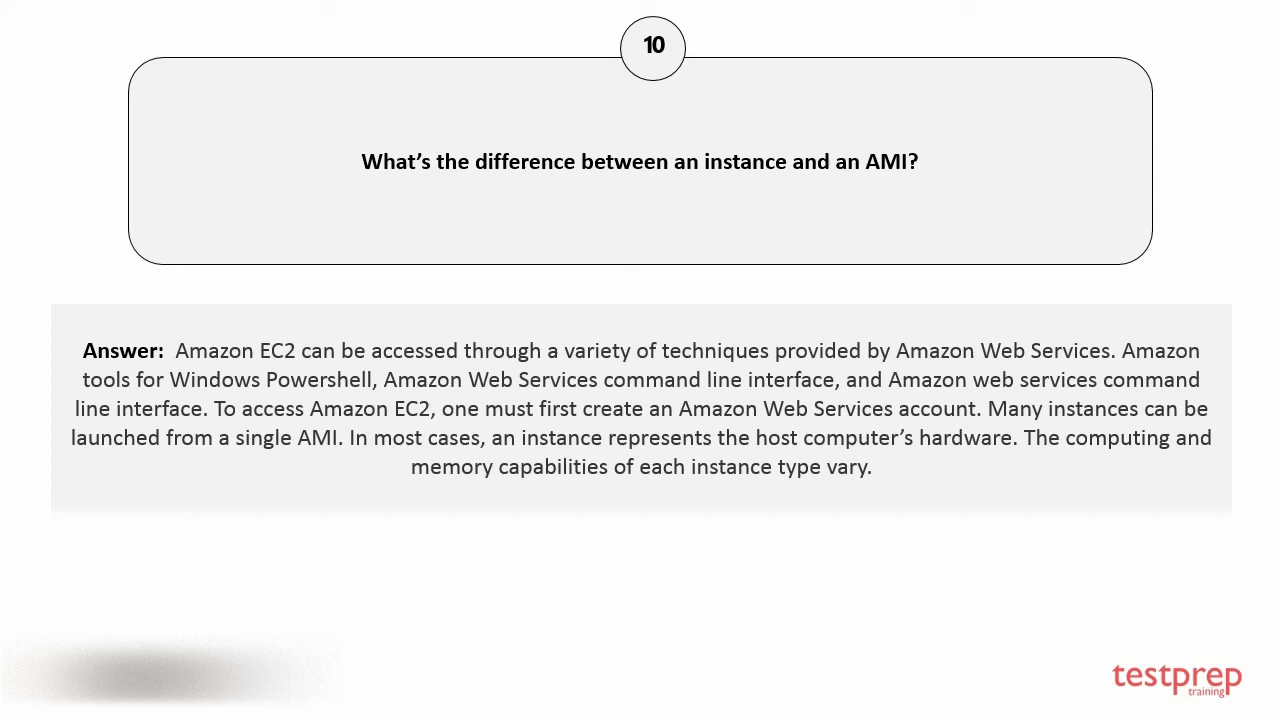 10
What’s the difference between an instance and an AMI?
Answer: Amazon EC2 can be accessed through a variety of techniques provided by Amazon Web Services. Amazon
tools for Windows Powershell, Amazon Web Services command line interface, and Amazon web services command
line interface. To access Amazon EC2, one must first create an Amazon Web Services account. Many instances can be
launched from a single AMI. In most cases, an instance represents the host computer’s hardware. The computing and
memory capabilities of each instance type vary.
testprep
training